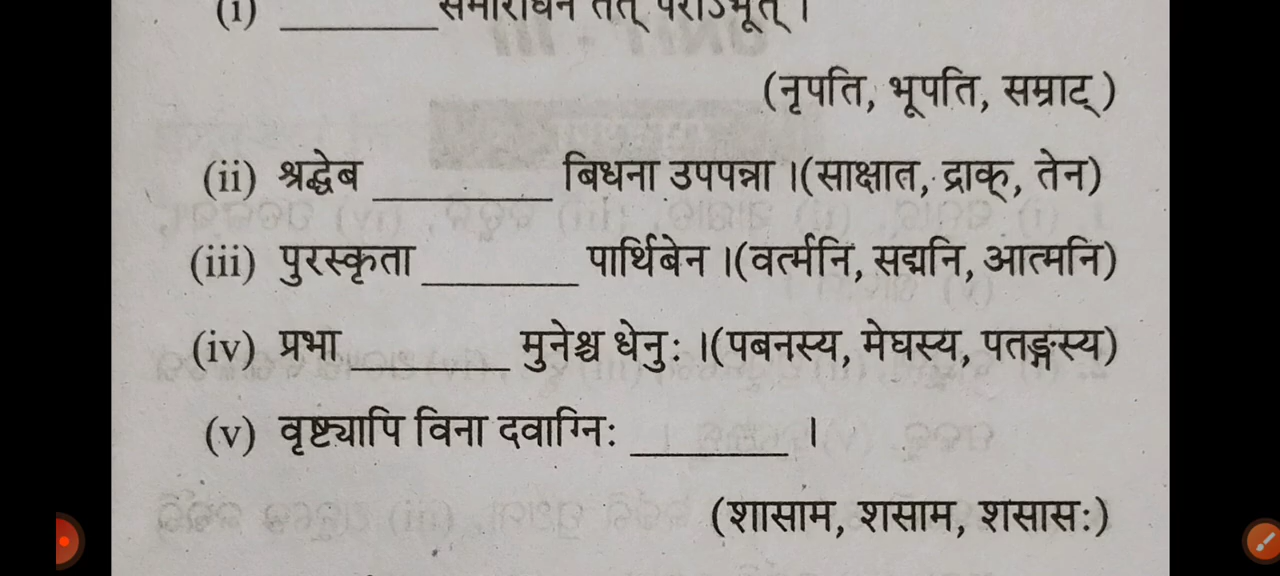 (i) ________ समाराधन तत् पराऽभूत् ।
(नृपति, भूपति, सम्राट् )
(ii) श्रद्धेब _________ बिधना उपपन्ना ।(साक्षात, द्राक्, तेन)
(iii) पुरस्कृता ________ पार्थिबेन ।(वर्त्मनि, सद्मनि, आत्मनि)
(iv) प्रभा ________ मुनेश्च धेनुः ।(पबनस्य, मेघस्य, पतङ्गस्य)
(v) वृष्ट्यापि विना दवाग्निः ________ ।
(शासाम, शसाम, शसासः)